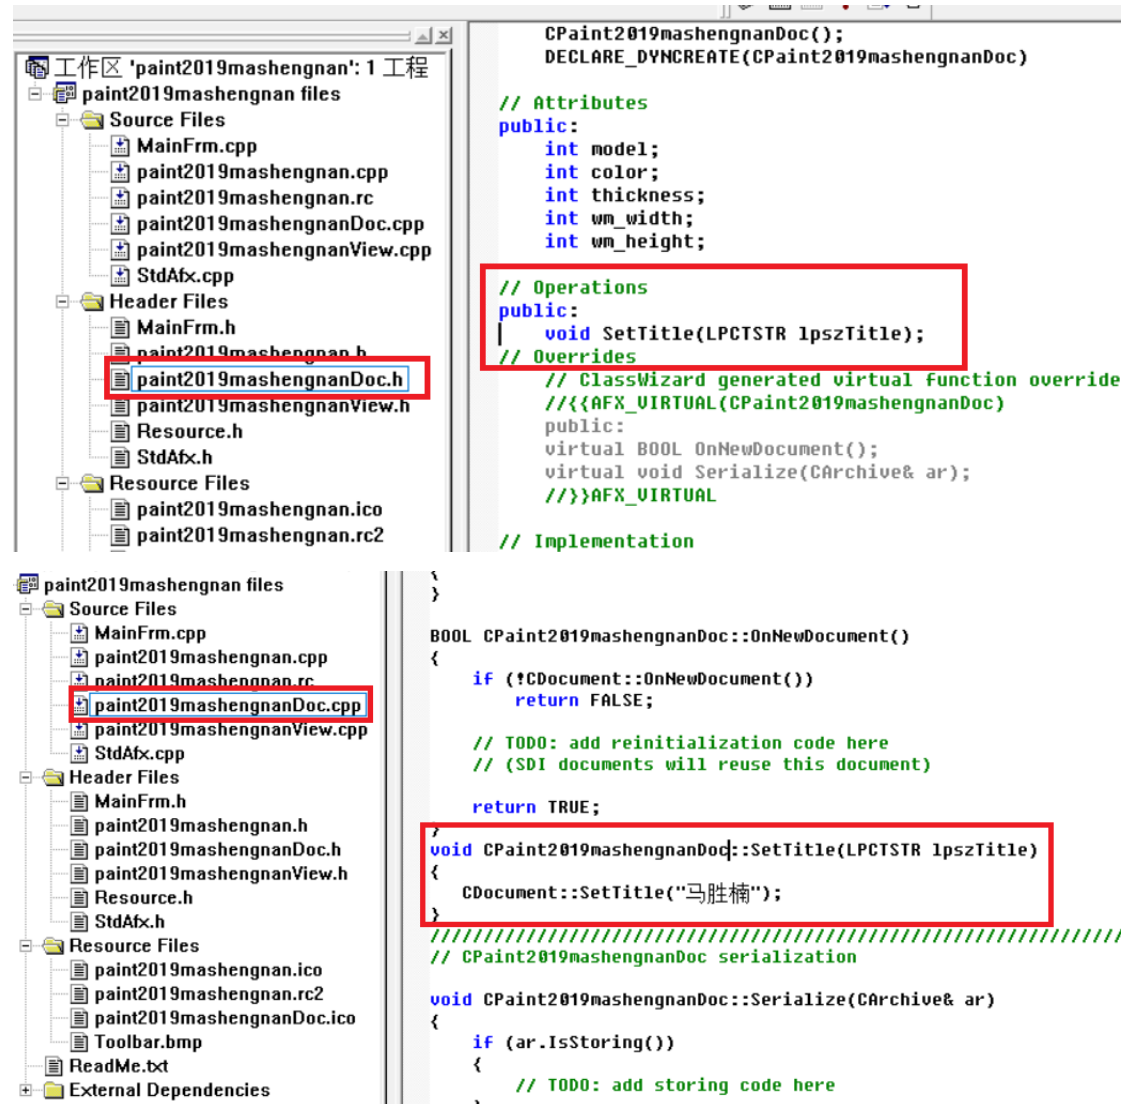 工作区 'paint2019mashengnan': 1 工程
paint2019mashengnan files
Source Files
MainFrm.cpp
paint2019mashengnan.cpp
paint2019mashengnan.rc
paint2019mashengnanDoc.cpp
paint2019mashengnanView.cpp
StdAfx.cpp
Header Files
MainFrm.h
paint2019mashengnan.h
paint2019mashengnanDoc.h
paint2019mashengnanView.h
Resource.h
StdAfx.h
Resource Files
paint2019mashengnan.ico
paint2019mashengnan.rc2
CPaint2019mashengnanDoc();
DECLARE_DYNCREATE(CPaint2019mashengnanDoc)
// Attributes
public:
int model;
int color;
int thickness;
int wm_width;
int wm_height;
// Operations
public:
void SetTitle(LPCTSTR lpszTitle);
// Overrides
// ClassWizard generated virtual function override
//{{AFX_VIRTUAL(CPaint2019mashengnanDoc)
public:
virtual BOOL OnNewDocument();
virtual void Serialize(CArchive& ar);
//}}AFX_VIRTUAL
// Implementation
paint2019mashengnan files
Source Files
MainFrm.cpp
paint2019mashengnan.cpp
paint2019mashengnan.rc
paint2019mashengnanDoc.cpp
paint2019mashengnanView.cpp
StdAfx.cpp
Header Files
MainFrm.h
paint2019mashengnan.h
paint2019mashengnanDoc.h
paint2019mashengnanView.h
Resource.h
StdAfx.h
Resource Files
paint2019mashengnan.ico
paint2019mashengnan.rc2
paint2019mashengnanDoc.ico
Toolbar.bmp
ReadMe.txt
External Dependencies
{
}
BOOL CPaint2019mashengnanDoc::OnNewDocument()
{
if (!CDocument::OnNewDocument())
return FALSE;
// TODO: add reinitialization code here
// (SDI documents will reuse this document)
return TRUE;
}
void CPaint2019mashengnanDoc::SetTitle(LPCTSTR lpszTitle)
{
CDocument::SetTitle("马胜楠");
}
/////////////////////////////////////////////////////////////////
// CPaint2019mashengnanDoc serialization
void CPaint2019mashengnanDoc::Serialize(CArchive& ar)
{
if (ar.IsStoring())
{
// TODO: add storing code here